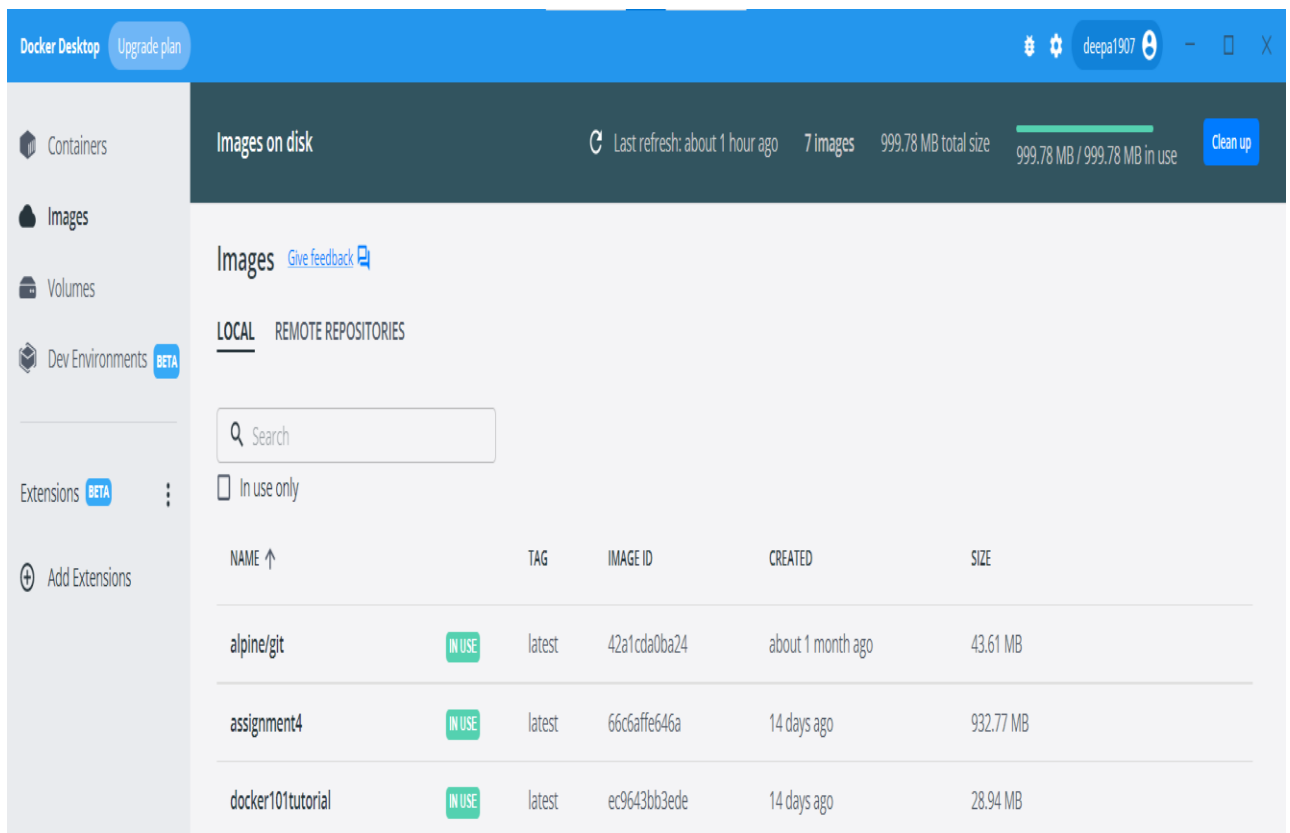 Docker Desktop Upgrade plan deepa1907
Containers
Images
Volumes
Dev Environments BETA
Extensions BETA
Add Extensions
Images on disk Last refresh: about 1 hour ago 7 images 999.78 MB total size 999.78 MB / 999.78 MB in use Clean up
Images Give feedback
LOCAL REMOTE REPOSITORIES
Search
In use only
NAME TAG IMAGE ID CREATED SIZE
alpine/git IN USE latest 42a1cda0ba24 about 1 month ago 43.61 MB
assignment4 IN USE latest 66c6affe646a 14 days ago 932.77 MB
docker101tutorial IN USE latest ec9643bb3ede 14 days ago 28.94 MB